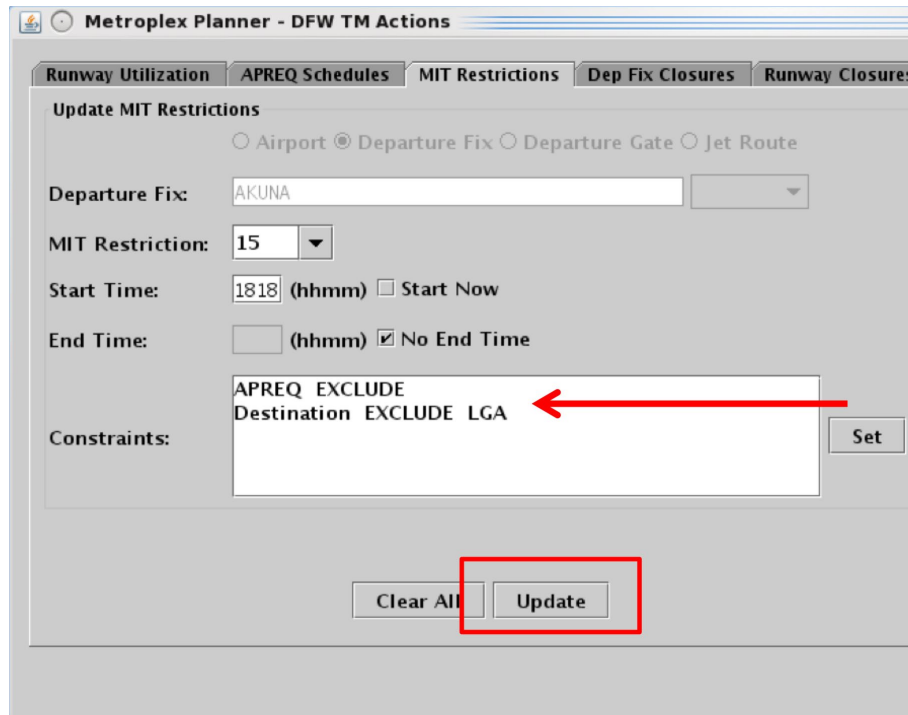 Metroplex Planner - DFW TM Actions
Runway Utilization APREQ Schedules MIT Restrictions Dep Fix Closures Runway Closures
Update MIT Restrictions
Airport Departure Fix Departure Gate Jet Route
Departure Fix: AKUNA
MIT Restriction: 15
Start Time: 1818 (hhmm) Start Now
End Time: (hhmm) No End Time
APREQ EXCLUDE
Destination EXCLUDE LGA
Constraints: Set
Clear All Update